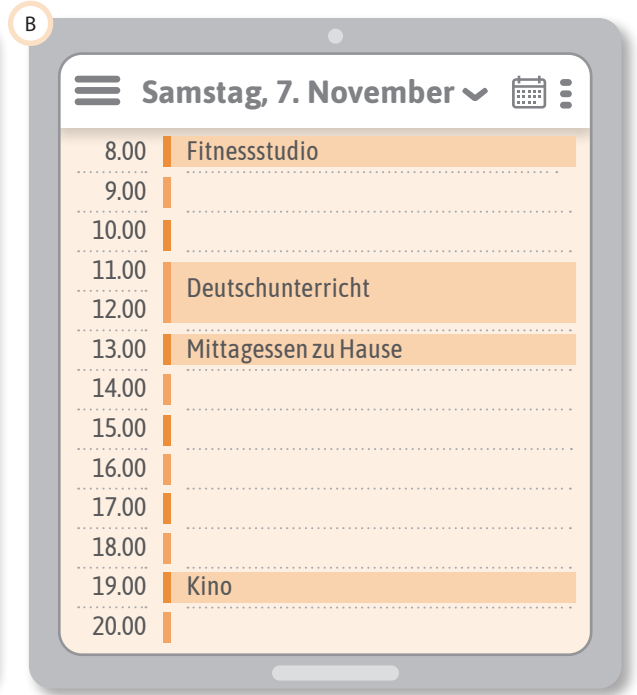 B
Samstag, 7. November
8.00 Fitnessstudio
9.00
10.00
11.00
Deutschunterricht
12.00
13.00 Mittagessen zu Hause
14.00
15.00
16.00
17.00
18.00
19.00 Kino
20.00